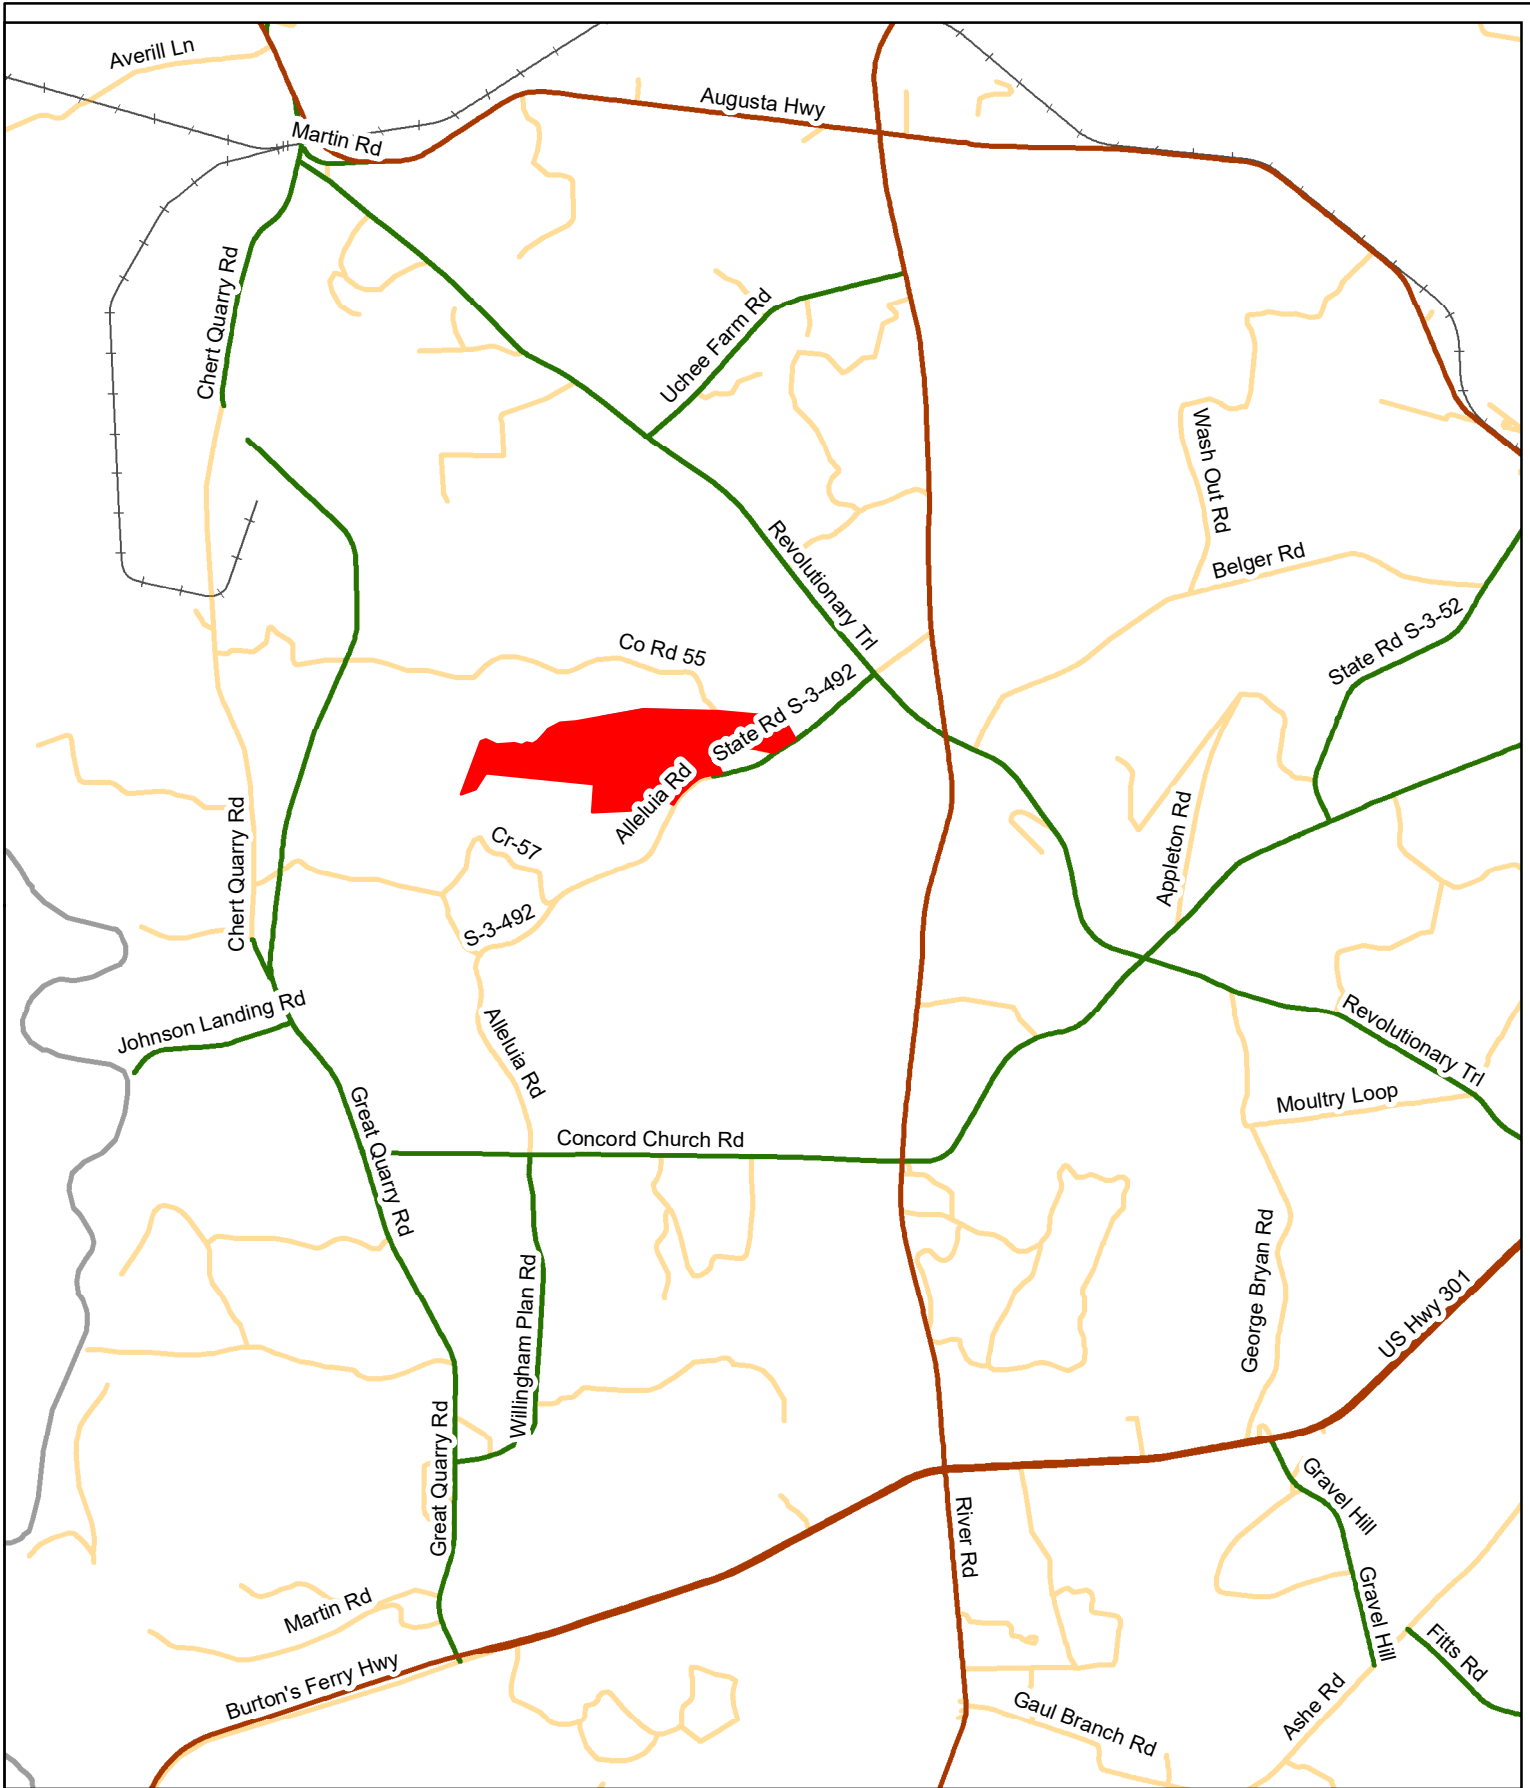 Averill Ln
Augusta Hwy
Martin Rd
Chert Quarry Rd
Uchee Farm Rd
Wash Out Rd
Revolutionary Trl
Belger Rd
State Rd S-3-52
Co Rd 55
State Rd S-3-492
Alleluia Rd
Cr-57
Chert Quarry Rd
Appleton Rd
S-3-492
Johnson Landing Rd
Alleluia Rd
Revolutionary Trl
Moultry Loop
Great Quarry Rd
Concord Church Rd
George Bryan Rd
Willingham Plan Rd
US Hwy 301
Great Quarry Rd
River Rd
Gravel Hill
Gravel Hill
Martin Rd
Fitts Rd
Burton's Ferry Hwy
Gaul Branch Rd
Ashe Rd